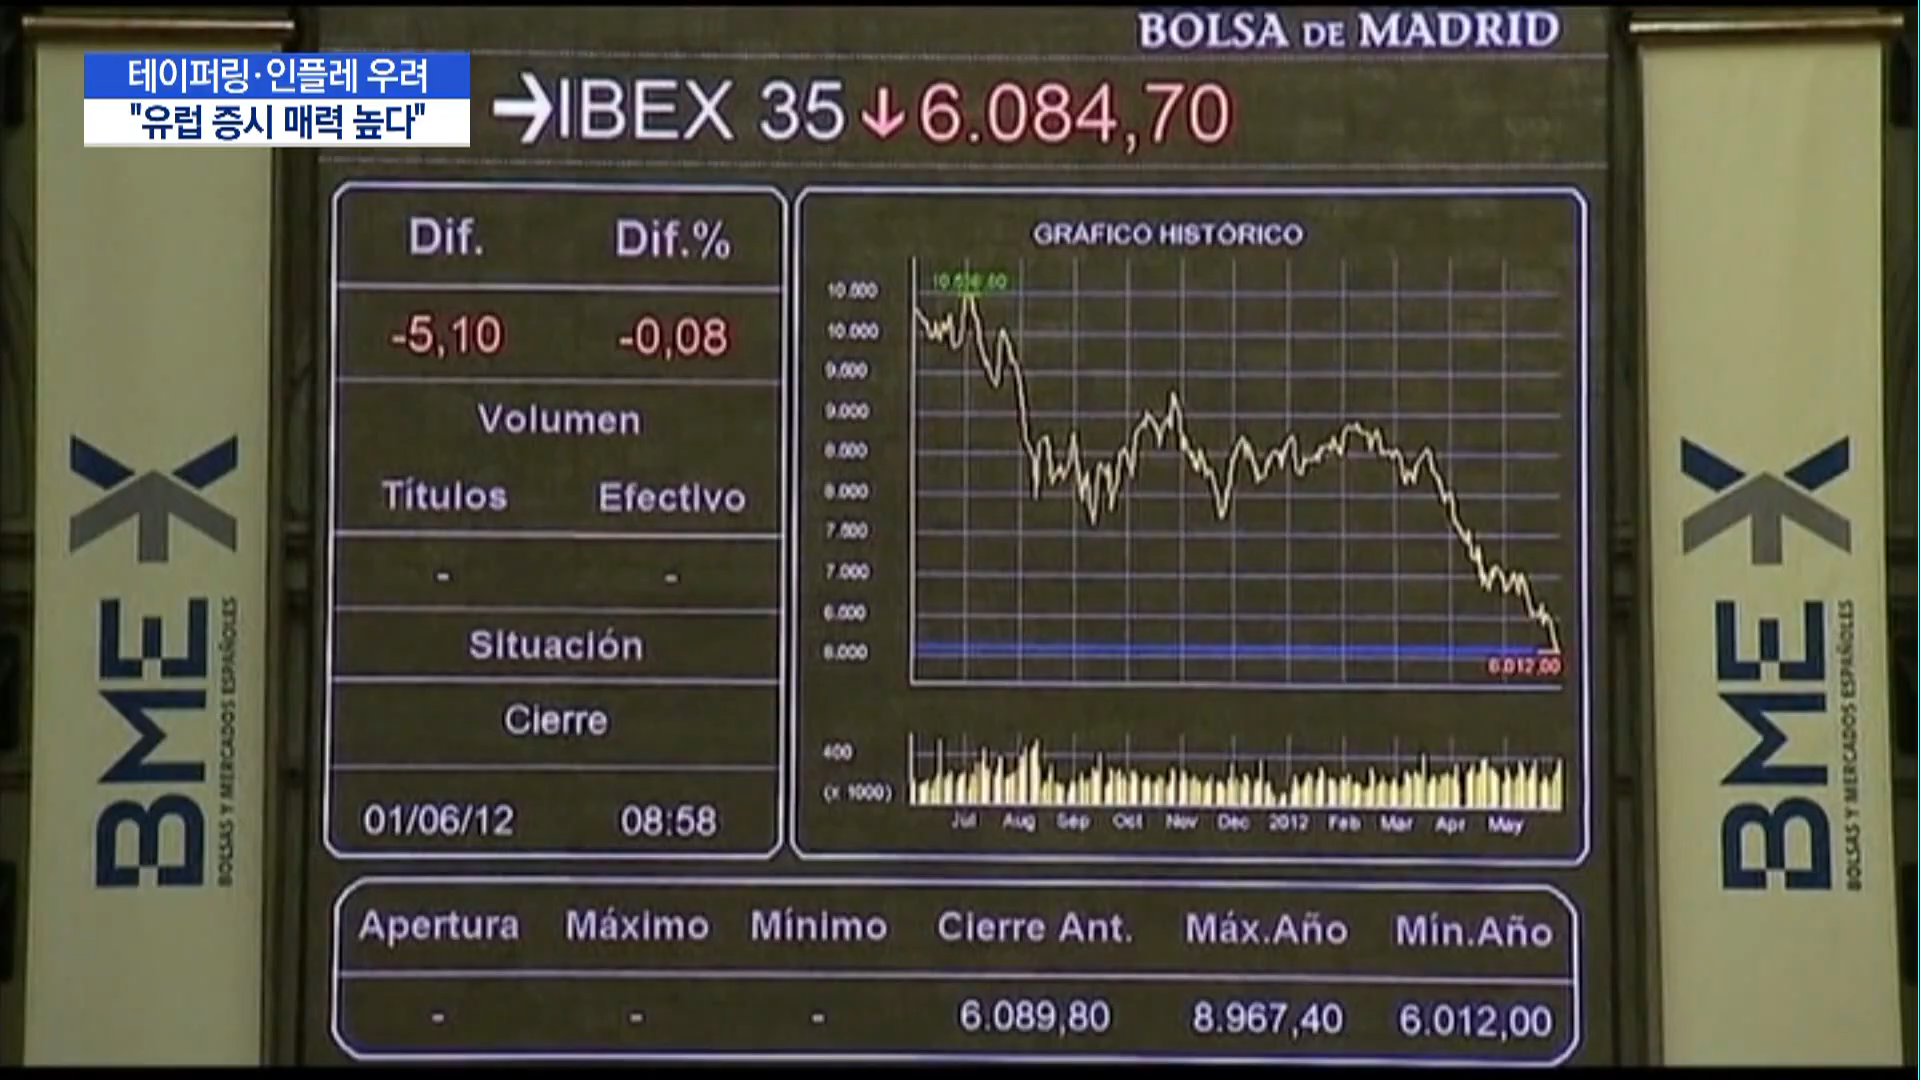 BOLSA DE MADRID
테이퍼링·인플레 우려
"유럽 증시 매력 높다"
IBEX 35 6.084,70
Dif. Dif.%
-5,10 -0,08
Volumen
Títulos Efectivo
- -
Situación
Cierre
01/06/12 08:58
GRÁFICO HISTÓRICO
10.500
10.000
9.500
9.000
8.500
8.000
7.500
7.000
6.500
6.000
6.012,00
400
(x 1000)
Jul Aug Sep Oct Nov Dec 2012 Feb Mar Apr May
Apertura Máximo Mínimo Cierre Ant. Máx.Año Mín.Año
- - - 6.089,80 8.967,40 6.012,00
BME
BOLSAS Y MERCADOS ESPAÑOLES
BME
BOLSAS Y MERCADOS ESPAÑOLES